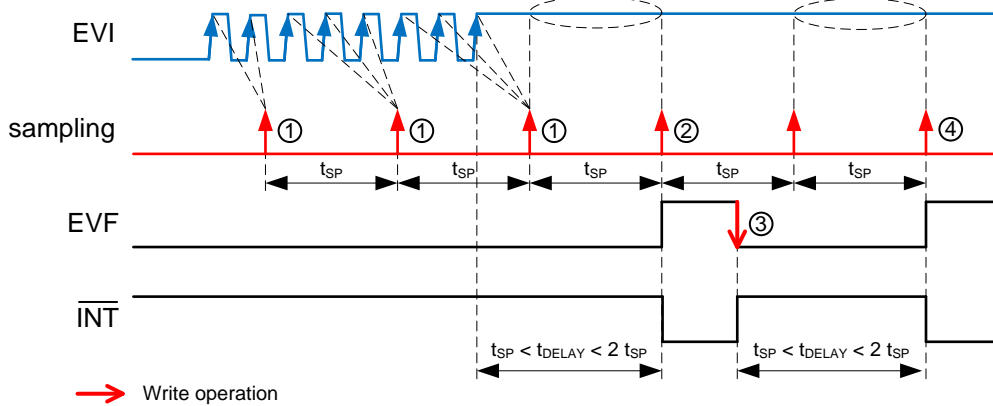 EVI
sampling
① ① ① ② ④
tSP tSP tSP tSP tSP
EVF
③
INT
tSP < tDELAY < 2 tSP tSP < tDELAY < 2 tSP
Write operation